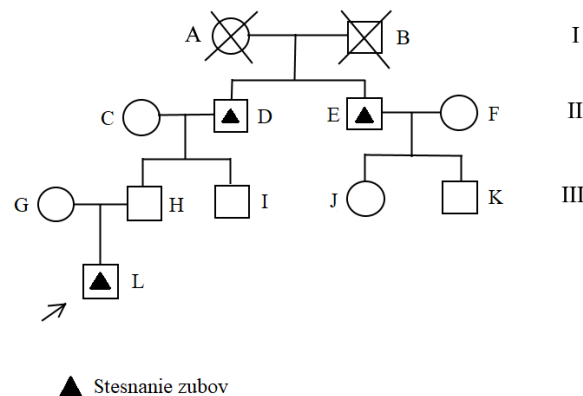 A B I
C D E F II
G H I J K III
L
Stesnanie zubov